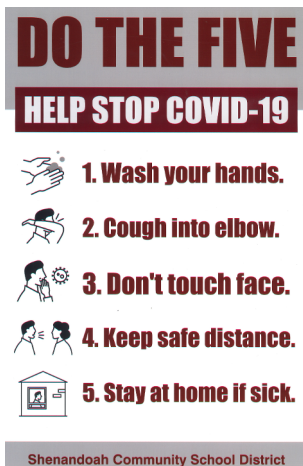 DO THE FIVE
HELP STOP COVID-19
1. Wash your hands.
2. Cough into elbow.
3. Don't touch face.
4. Keep safe distance.
5. Stay at home if sick.
Shenandoah Community School District